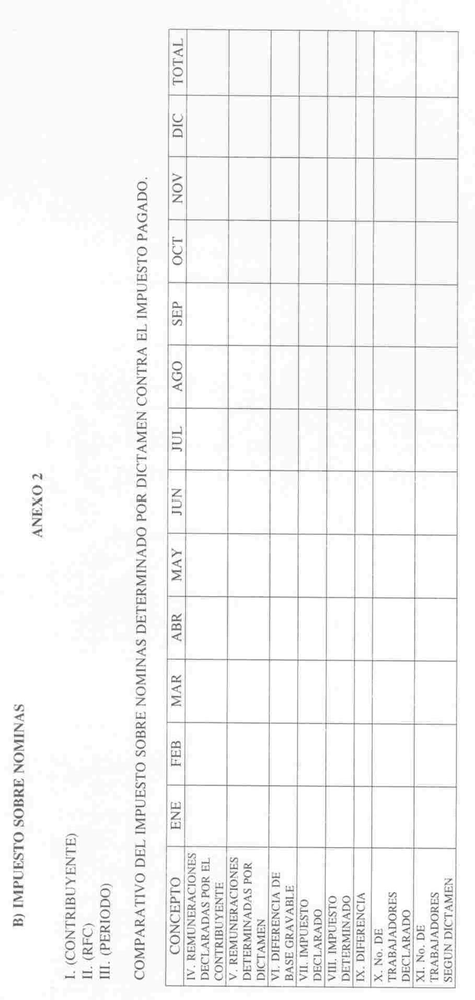 B) IMPUESTO SOBRE NOMINAS
ANEXO 2
I. (CONTRIBUYENTE)
II. (RFC)
III. (PERIODO)
COMPARATIVO DEL IMPUESTO SOBRE NOMINAS DETERMINADO POR DICTAMEN CONTRA EL IMPUESTO PAGADO.
CONCEPTO ENE FEB MAR ABR MAY JUN JUL AGO SEP OCT NOV DIC TOTAL
IV. REMUNERACIONES
DECLARADAS POR EL
CONTRIBUYENTE
V. REMUNERACIONES
DETERMINADAS POR
DICTAMEN
VI. DIFERENCIA DE
BASE GRAVABLE
VII. IMPUESTO
DECLARADO
VIII. IMPUESTO
DETERMINADO
IX. DIFERENCIA
X. No. DE
TRABAJADORES
DECLARADO
XI. No. DE
TRABAJADORES
SEGUN DICTAMEN